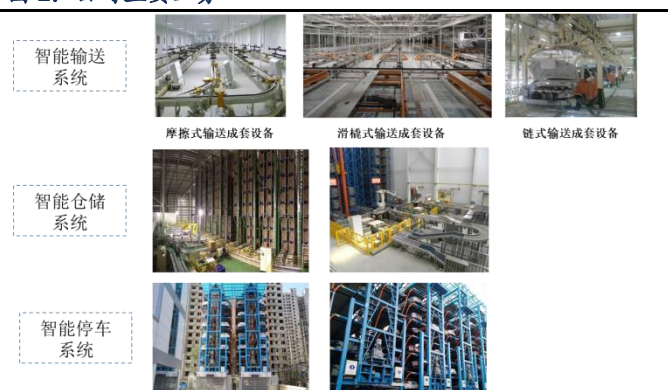 智能输送
系统
摩擦式输送成套设备
滑橇式输送成套设备
链式输送成套设备
智能仓储
系统
智能停车
系统